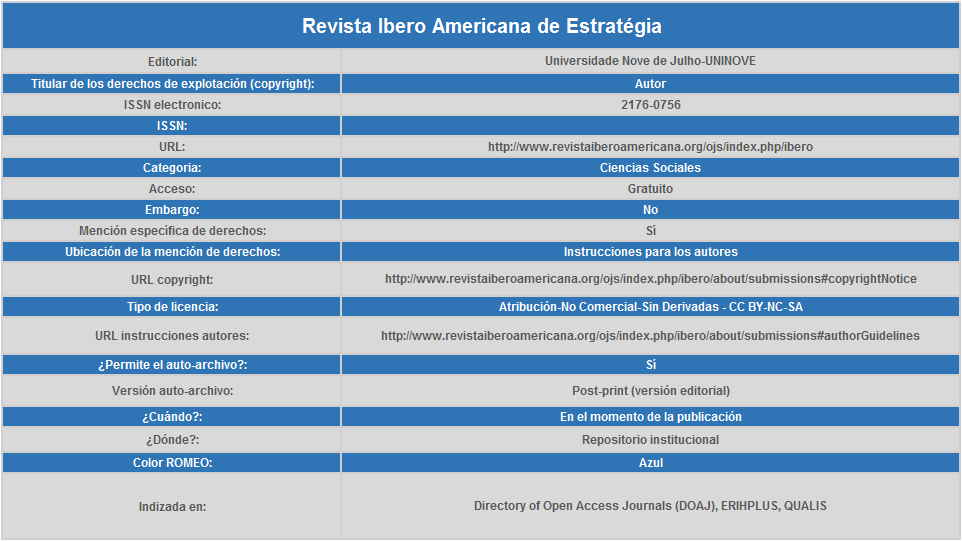 Revista Ibero Americana de Estratégia
Editorial: Universidade Nove de Julho-UNINOVE
Titular de los derechos de explotación (copyright): Autor
ISSN electronico: 2176-0756
ISSN:
URL: http://www.revistaiberoamericana.org/ojs/index.php/ibero
Categoria: Ciencias Sociales
Acceso: Gratuito
Embargo: No
Mención específica de derechos: Sí
Ubicación de la mención de derechos: Instrucciones para los autores
URL copyright: http://www.revistaiberoamericana.org/ojs/index.php/ibero/about/submissions#copyrightNotice
Tipo de licencia: Atribución-No Comercial-Sin Derivadas - CC BY-NC-SA
URL instrucciones autores: http://www.revistaiberoamericana.org/ojs/index.php/ibero/about/submissions#authorGuidelines
¿Permite el auto-archivo?: Sí
Versión auto-archivo: Post-print (versión editorial)
¿Cuándo?: En el momento de la publicación
¿Dónde?: Repositorio institucional
Color ROMEO: Azul
Indizada en: Directory of Open Access Journals (DOAJ), ERIHPLUS, QUALIS